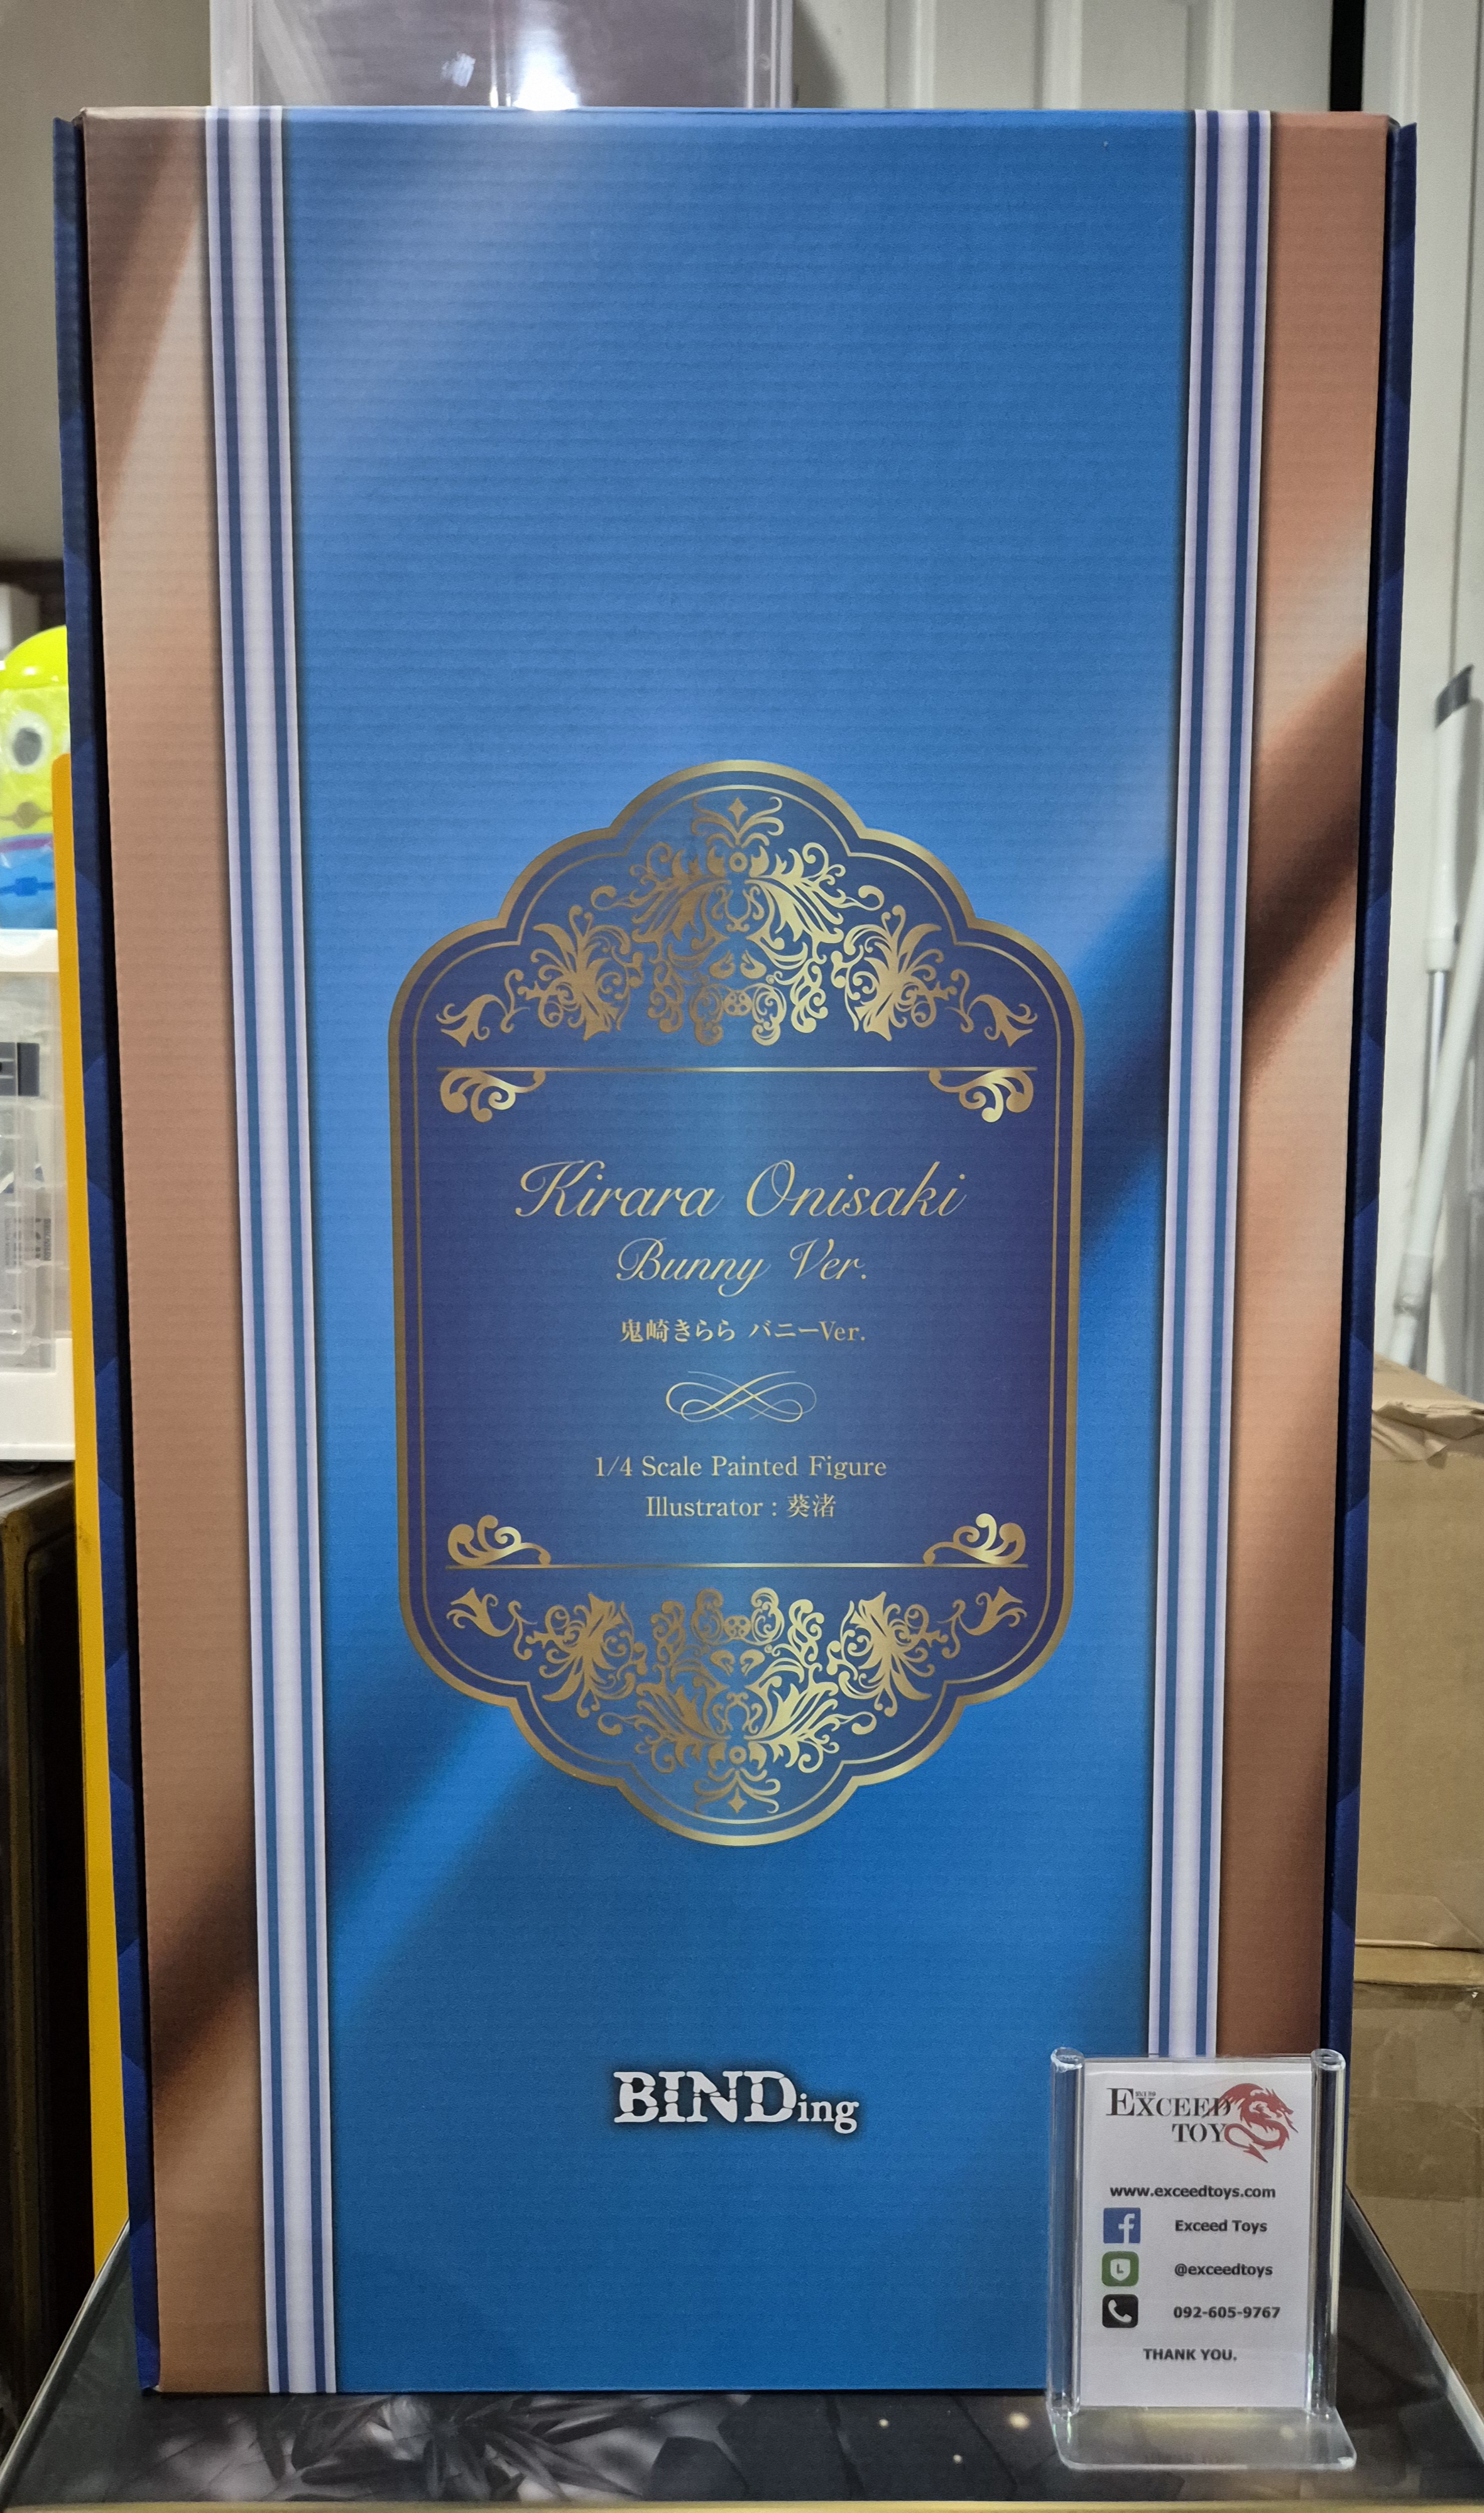 Kirara Onisaki
Bunny Ver.
鬼崎きらら バニーVer.
1/4 Scale Painted Figure
Illustrator : 葵渚
BINDing
EXCEED
TOYS
www.exceedtoys.com
Exceed Toys
@exceedtoys
092-605-9767
THANK YOU.